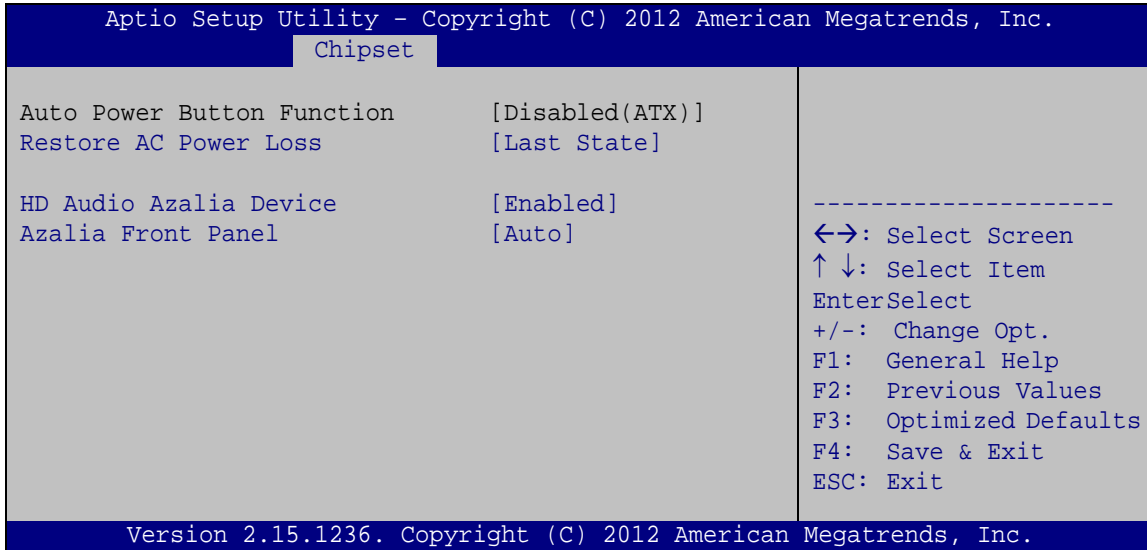 Aptio Setup Utility – Copyright (C) 2012 American Megatrends, Inc.
Chipset
Auto Power Button Function [Disabled(ATX)]
Restore AC Power Loss [Last State]
HD Audio Azalia Device [Enabled]
Azalia Front Panel [Auto]
---------------------
←→: Select Screen
↑ ↓: Select Item
EnterSelect
+/-: Change Opt.
F1: General Help
F2: Previous Values
F3: Optimized Defaults
F4: Save & Exit
ESC: Exit
Version 2.15.1236. Copyright (C) 2012 American Megatrends, Inc.